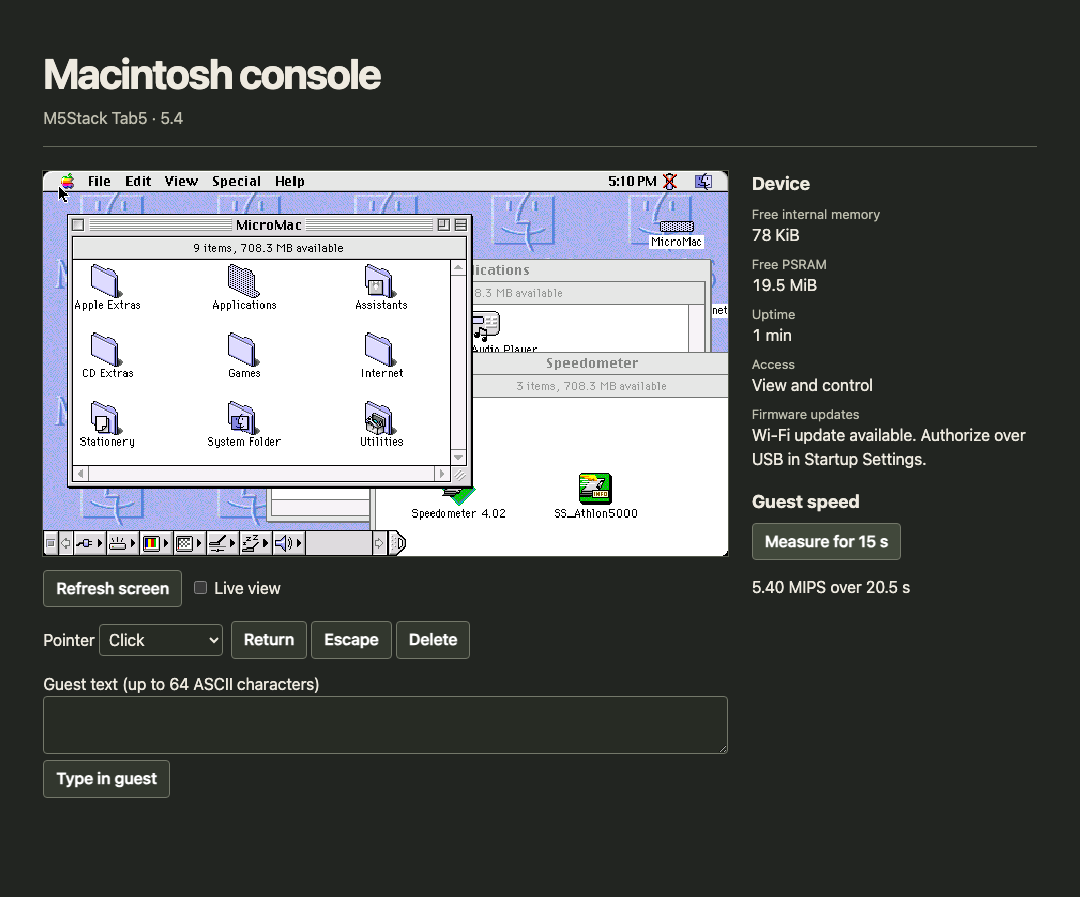 Macintosh console
M5Stack Tab5 · 5.4
File Edit View Special Help 5:10 PM
MicroMac
9 items, 708.3 MB available
Apple Extras
Applications
Assistants
CD Extras
Games
Internet
Stationery
System Folder
Utilities
MicroMac
ications
8.3 MB available
net
Audio Player
Speedometer
3 items, 708.3 MB available
Speedometer 4.02
SS_Athlon5000
Refresh screen
Live view
Pointer Click Return Escape Delete
Guest text (up to 64 ASCII characters)
Type in guest
Device
Free internal memory
78 KiB
Free PSRAM
19.5 MiB
Uptime
1 min
Access
View and control
Firmware updates
Wi-Fi update available. Authorize over
USB in Startup Settings.
Guest speed
Measure for 15 s
5.40 MIPS over 20.5 s